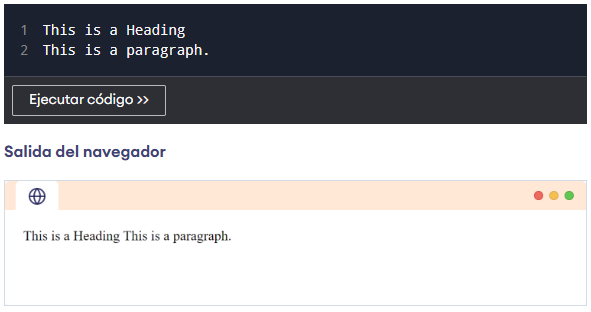 1 This is a Heading
2 This is a paragraph.
Ejecutar código >>
Salida del navegador
This is a Heading This is a paragraph.